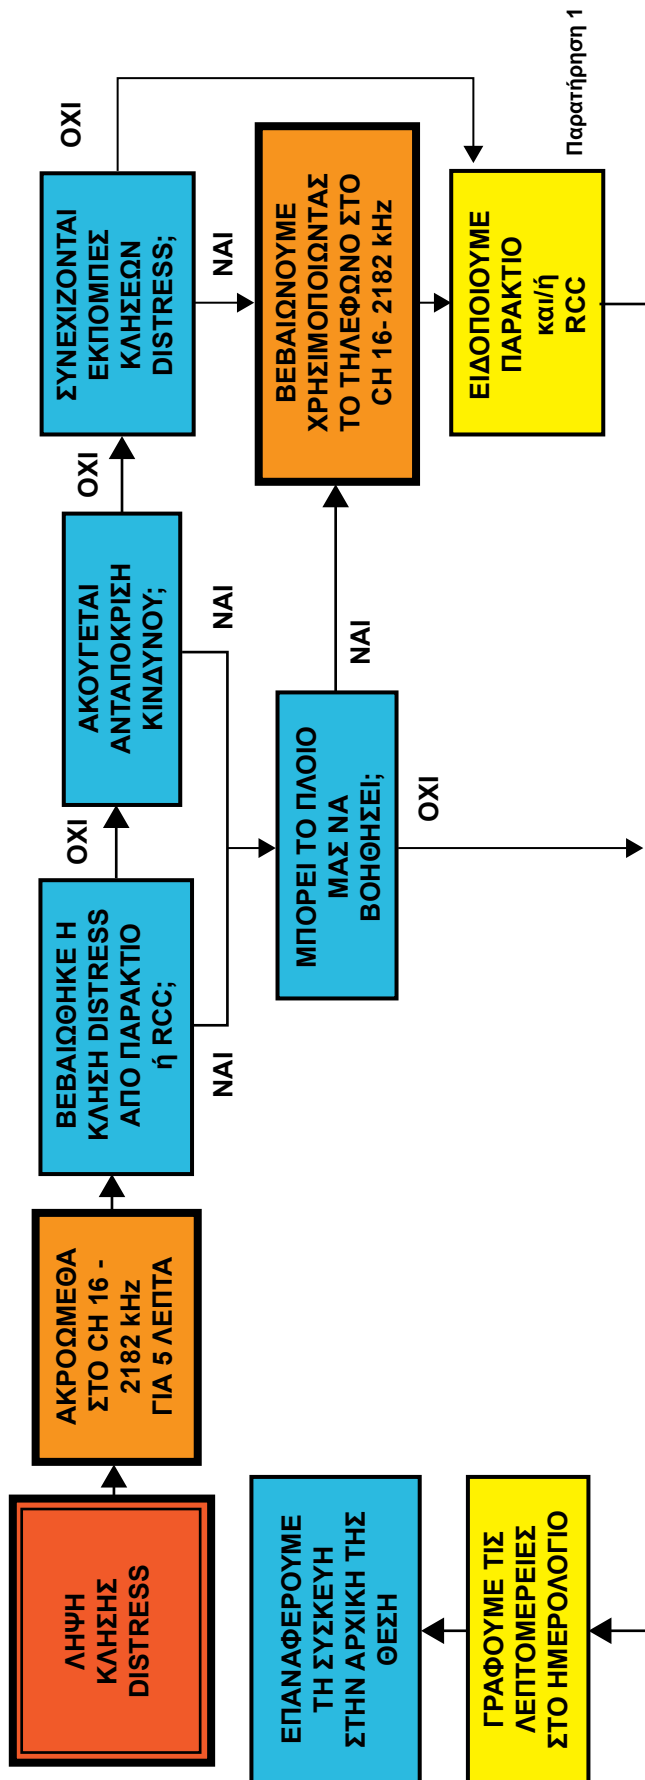 ΛΗΨΗ
ΚΛΗΣΗΣ
DISTRESS
ΑΚΡΟΩΜΕΘΑ
ΣΤΟ CH 16 -
2182 kHz
ΓΙΑ 5 ΛΕΠΤΑ
ΒΕΒΑΙΩΘΗΚΕ Η
ΚΛΗΣΗ DISTRESS
ΑΠΟ ΠΑΡΑΚΤΙΟ
ή RCC;
ΟΧΙ
ΝΑΙ
ΑΚΟΥΓΕΤΑΙ
ΑΝΤΑΠΟΚΡΙΣΗ
ΚΙΝΔΥΝΟΥ;
ΟΧΙ
ΝΑΙ
ΣΥΝΕΧΙΖΟΝΤΑΙ
ΕΚΠΟΜΠΕΣ
ΚΛΗΣΕΩΝ
DISTRESS;
ΟΧΙ
ΝΑΙ
ΜΠΟΡΕΙ ΤΟ ΠΛΟΙΟ
ΜΑΣ ΝΑ
ΒΟΗΘΗΣΕΙ;
ΝΑΙ
ΟΧΙ
ΒΕΒΑΙΩΝΟΥΜΕ
ΧΡΗΣΙΜΟΠΟΙΩΝΤΑΣ
ΤΟ ΤΗΛΕΦΩΝΟ ΣΤΟ
CH 16- 2182 kHz
ΕΙΔΟΠΟΙΟΥΜΕ
ΠΑΡΑΚΤΙΟ
και/ή
RCC
Παρατήρηση 1
ΕΠΑΝΑΦΕΡΟΥΜΕ
ΤΗ ΣΥΣΚΕΥΗ
ΣΤΗΝ ΑΡΧΙΚΗ ΤΗΣ
ΘΕΣΗ
ΓΡΑΦΟΥΜΕ ΤΙΣ
ΛΕΠΤΟΜΕΡΕΙΕΣ
ΣΤΟ ΗΜΕΡΟΛΟΓΙΟ